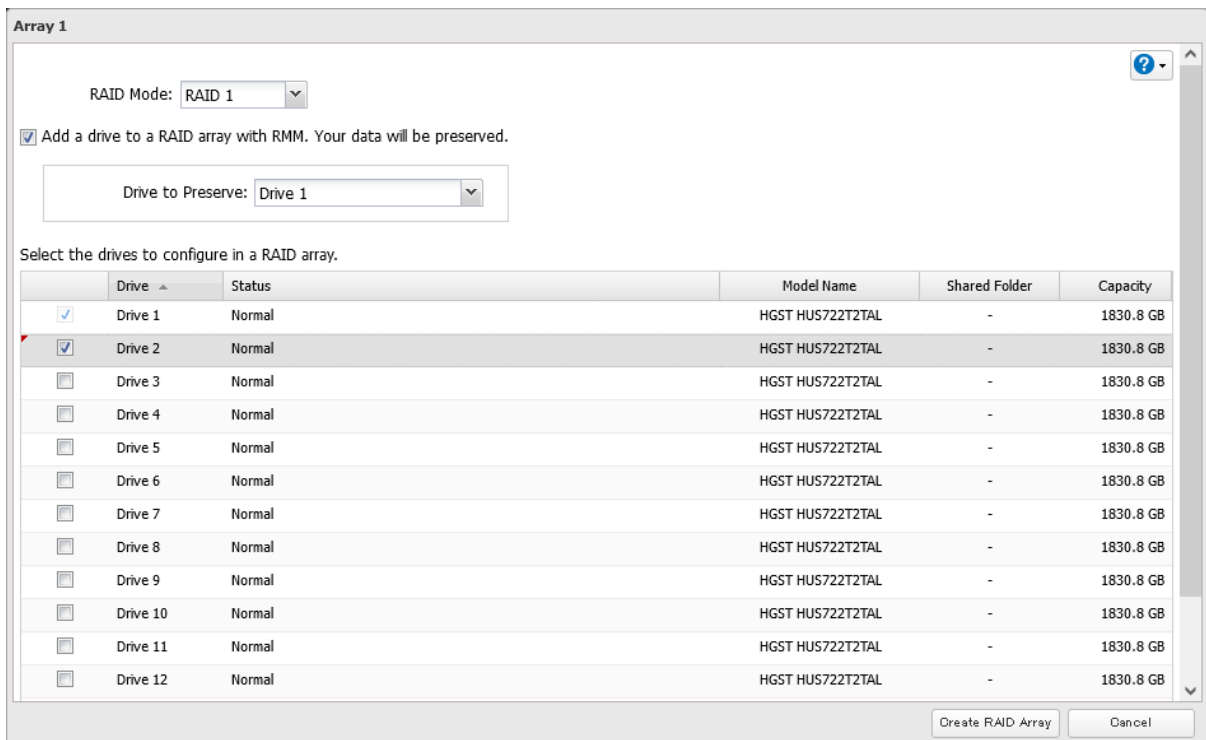 Array 1
RAID Mode: RAID 1
Add a drive to a RAID array with RMM. Your data will be preserved.
Drive to Preserve: Drive 1
Select the drives to configure in a RAID array.
Drive Status Model Name Shared Folder Capacity
Drive 1 Normal HGST HUS722T2TAL - 1830.8 GB
Drive 2 Normal HGST HUS722T2TAL - 1830.8 GB
Drive 3 Normal HGST HUS722T2TAL - 1830.8 GB
Drive 4 Normal HGST HUS722T2TAL - 1830.8 GB
Drive 5 Normal HGST HUS722T2TAL - 1830.8 GB
Drive 6 Normal HGST HUS722T2TAL - 1830.8 GB
Drive 7 Normal HGST HUS722T2TAL - 1830.8 GB
Drive 8 Normal HGST HUS722T2TAL - 1830.8 GB
Drive 9 Normal HGST HUS722T2TAL - 1830.8 GB
Drive 10 Normal HGST HUS722T2TAL - 1830.8 GB
Drive 11 Normal HGST HUS722T2TAL - 1830.8 GB
Drive 12 Normal HGST HUS722T2TAL - 1830.8 GB
Create RAID Array Cancel